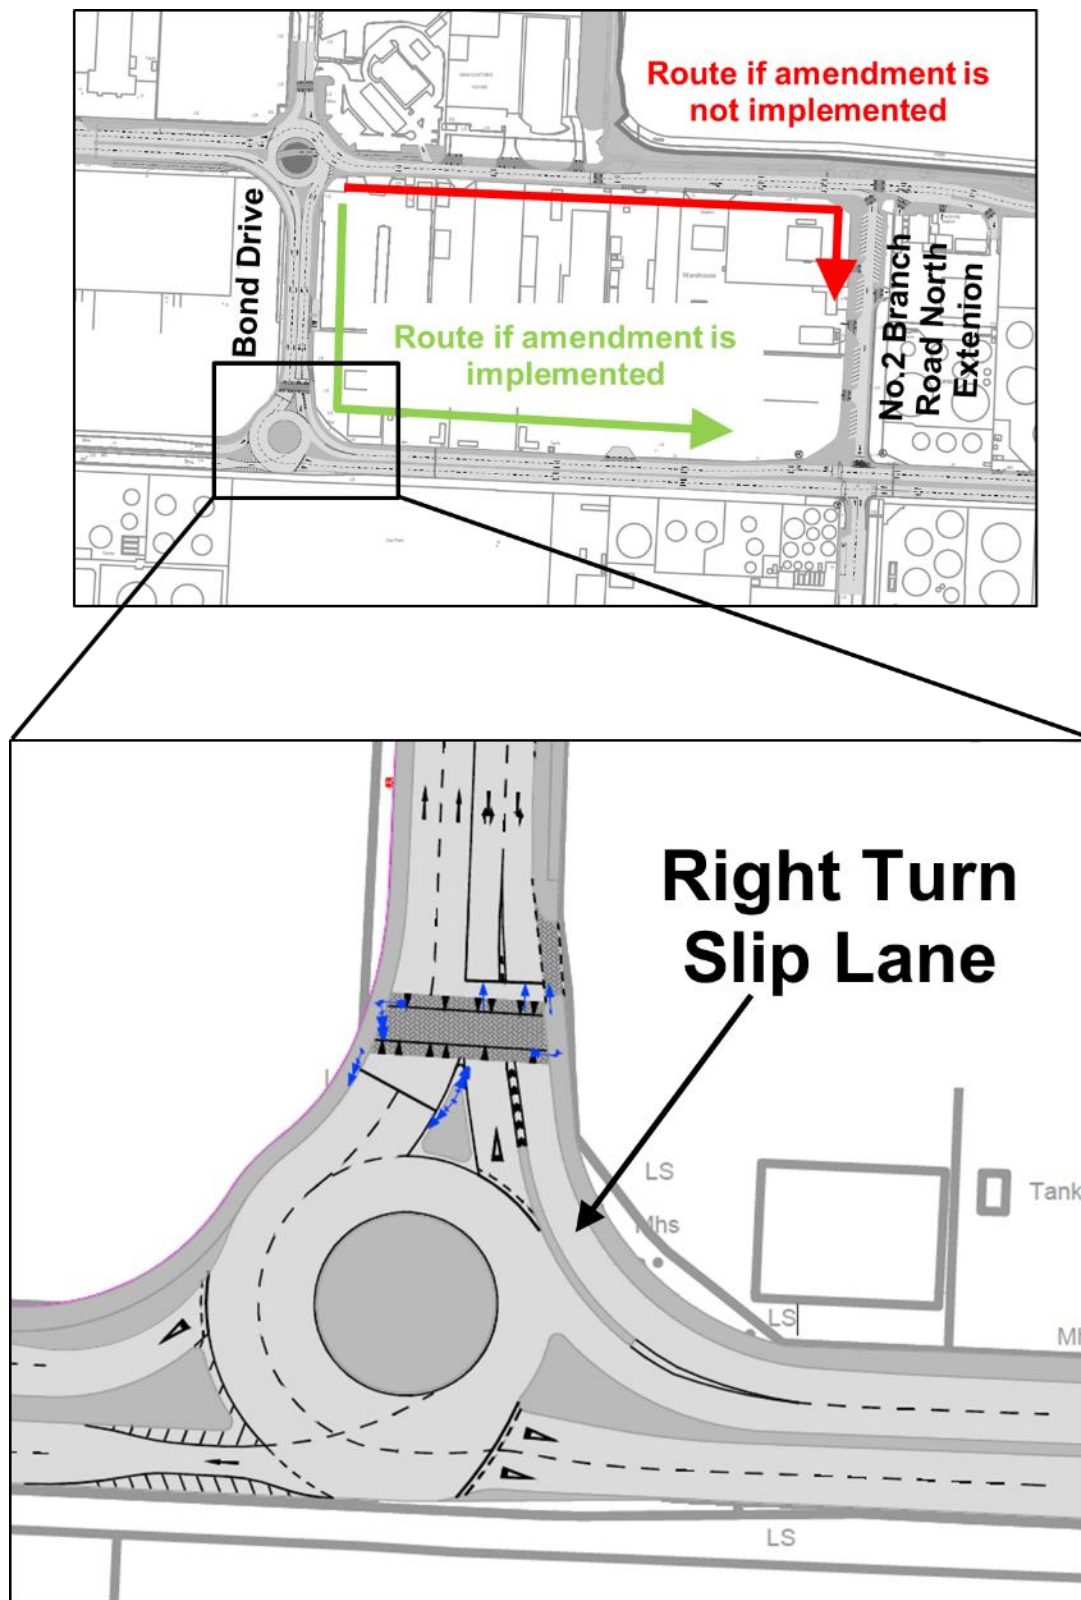 Route if amendment is
not implemented
Bond Drive
Warehouse
Route if amendment is
implemented
No.2 Branch
Road North
Extenion
Right Turn
Slip Lane
LS
Mhs
Tank
LS
LS